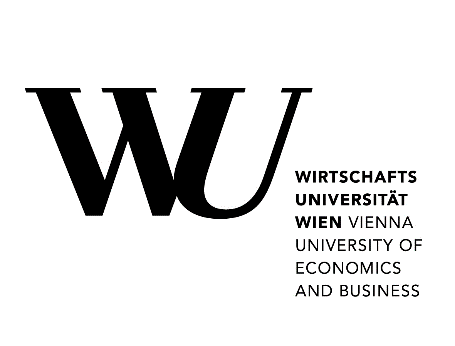 WU
WIRTSCHAFTS
UNIVERSITÄT
WIEN VIENNA
UNIVERSITY OF
ECONOMICS
AND BUSINESS